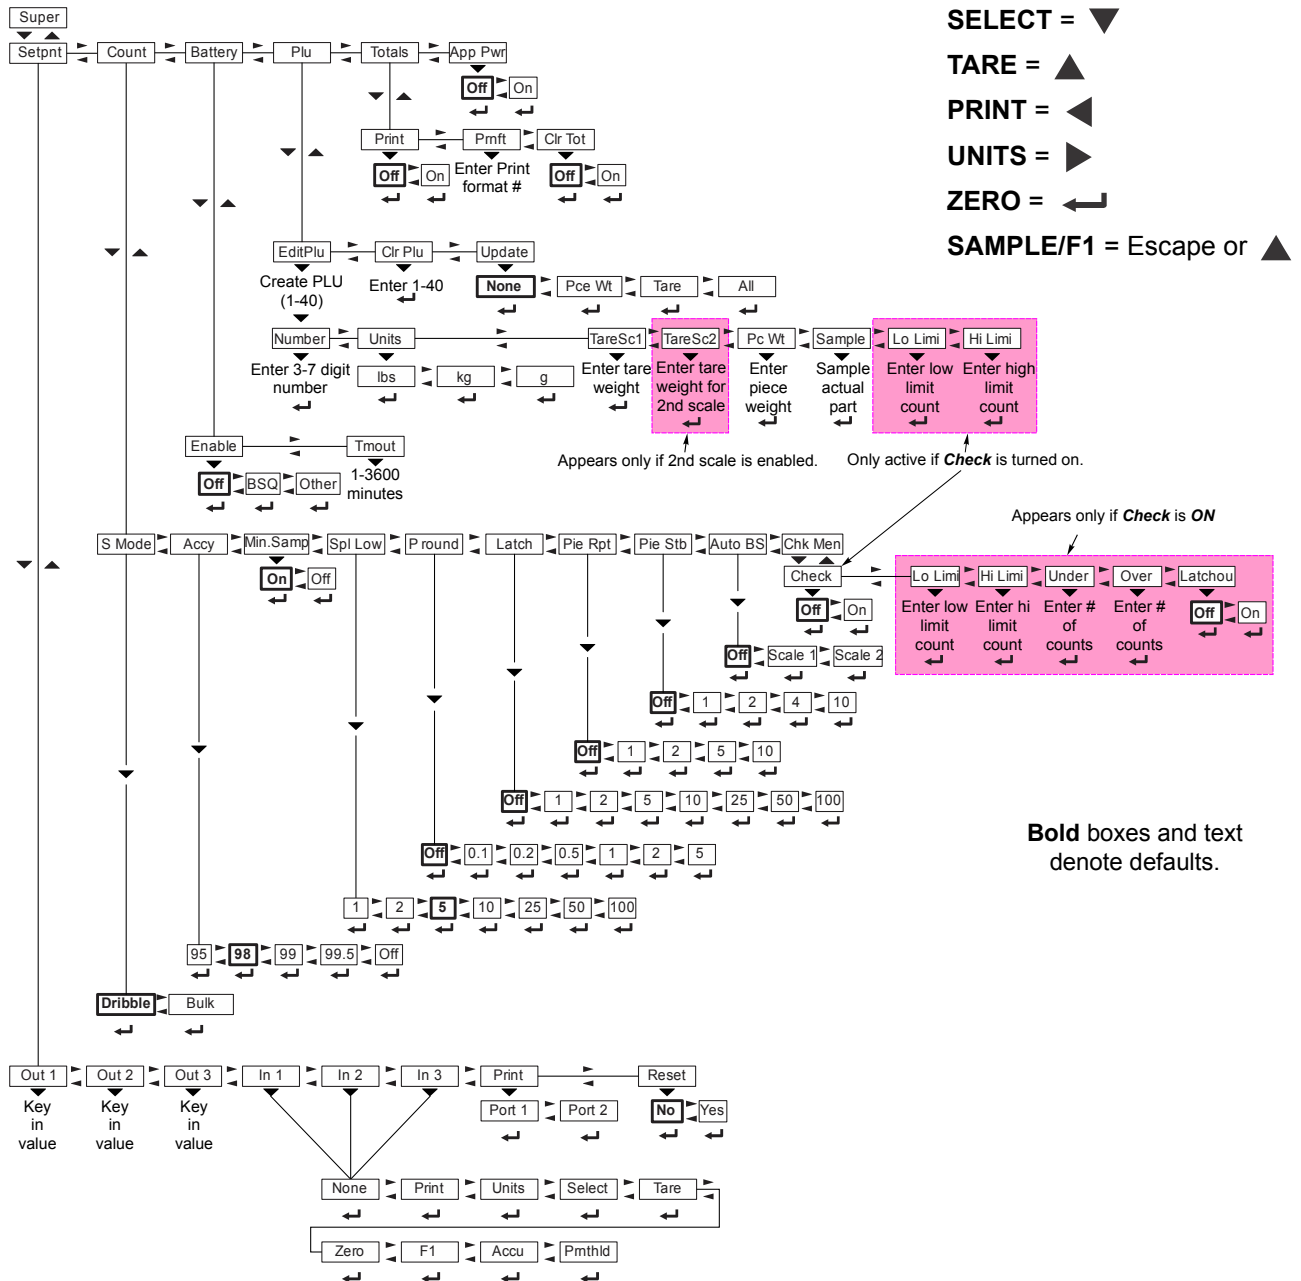 Super
SELECT =
Setpnt Count Battery Plu Totals App Pwr
TARE =
Off On
PRINT =
Print Prnft Clr Tot
UNITS =
Off On Enter Print format # Off On
ZERO =
SAMPLE/F1 = Escape or
EditPlu Clr Plu Update
Create PLU
(1-40)
Enter 1-40
None Pce Wt Tare All
Number Units TareSc1 TareSc2 Pc Wt Sample Lo Limi Hi Limi
Enter 3-7 digit
number
lbs kg g
Enter tare
weight
Enter tare
weight for
2nd scale
Enter
piece
weight
Sample
actual
part
Enter low
limit
count
Enter high
limit
count
Enable Tmout
Appears only if 2nd scale is enabled.
Only active if Check is turned on.
Off BSQ Other
1-3600
minutes
Appears only if Check is ON
S Mode Accy Min.Samp Spl Low P round Latch Pie Rpt Pie Stb Auto BS Chk Men
On Off
Check Lo Limi Hi Limi Under Over Latchou
Off On
Enter low
limit
count
Enter hi
limit
count
Enter #
of
counts
Enter #
of
counts
Off On
Off Scale 1 Scale 2
Off 1 2 4 10
Off 1 2 5 10
Off 1 2 5 10 25 50 100
Bold boxes and text
denote defaults.
Off 0.1 0.2 0.5 1 2 5
1 2 5 10 25 50 100
95 98 99 99.5 Off
Dribble Bulk
Out 1 Out 2 Out 3 In 1 In 2 In 3 Print Reset
Key
in
value
Key
in
value
Key
in
value
Port 1 Port 2
No Yes
None Print Units Select Tare
Zero F1 Accu Prnthld